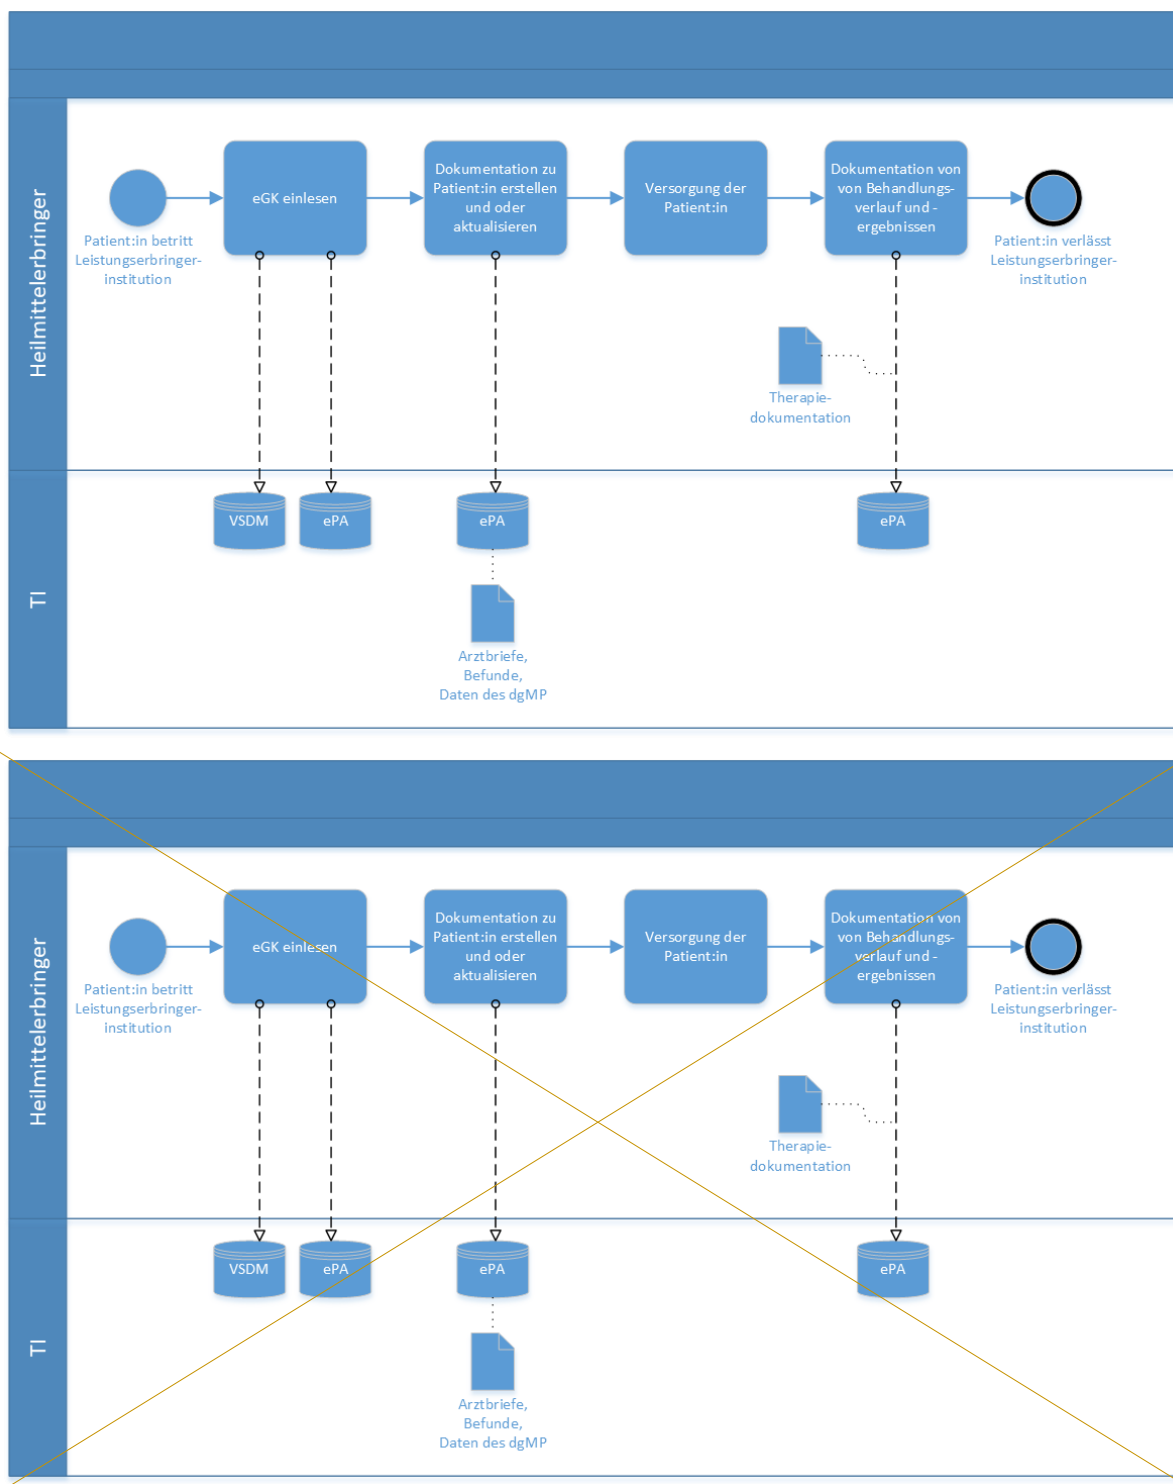 Heilmittelerbringer
eGK einlesen
Dokumentation zu
Patient:in erstellen
und oder
aktualisieren
Versorgung der
Patient:in
Dokumentation von
von Behandlungs-
verlauf und -
ergebnissen
Patient:in betritt
Leistungserbringer-
institution
Patient:in verlässt
Leistungserbringer-
institution
Therapie-
dokumentation
TI
VSDM
ePA
ePA
ePA
Arztbriefe,
Befunde,
Daten des dgMP
Heilmittelerbringer
eGK einlesen
Dokumentation zu
Patient:in erstellen
und oder
aktualisieren
Versorgung der
Patient:in
Dokumentation von
von Behandlungs-
verlauf und -
ergebnissen
Patient:in betritt
Leistungserbringer-
institution
Patient:in verlässt
Leistungserbringer-
institution
Therapie-
dokumentation
TI
VSDM
ePA
ePA
ePA
Arztbriefe,
Befunde,
Daten des dgMP